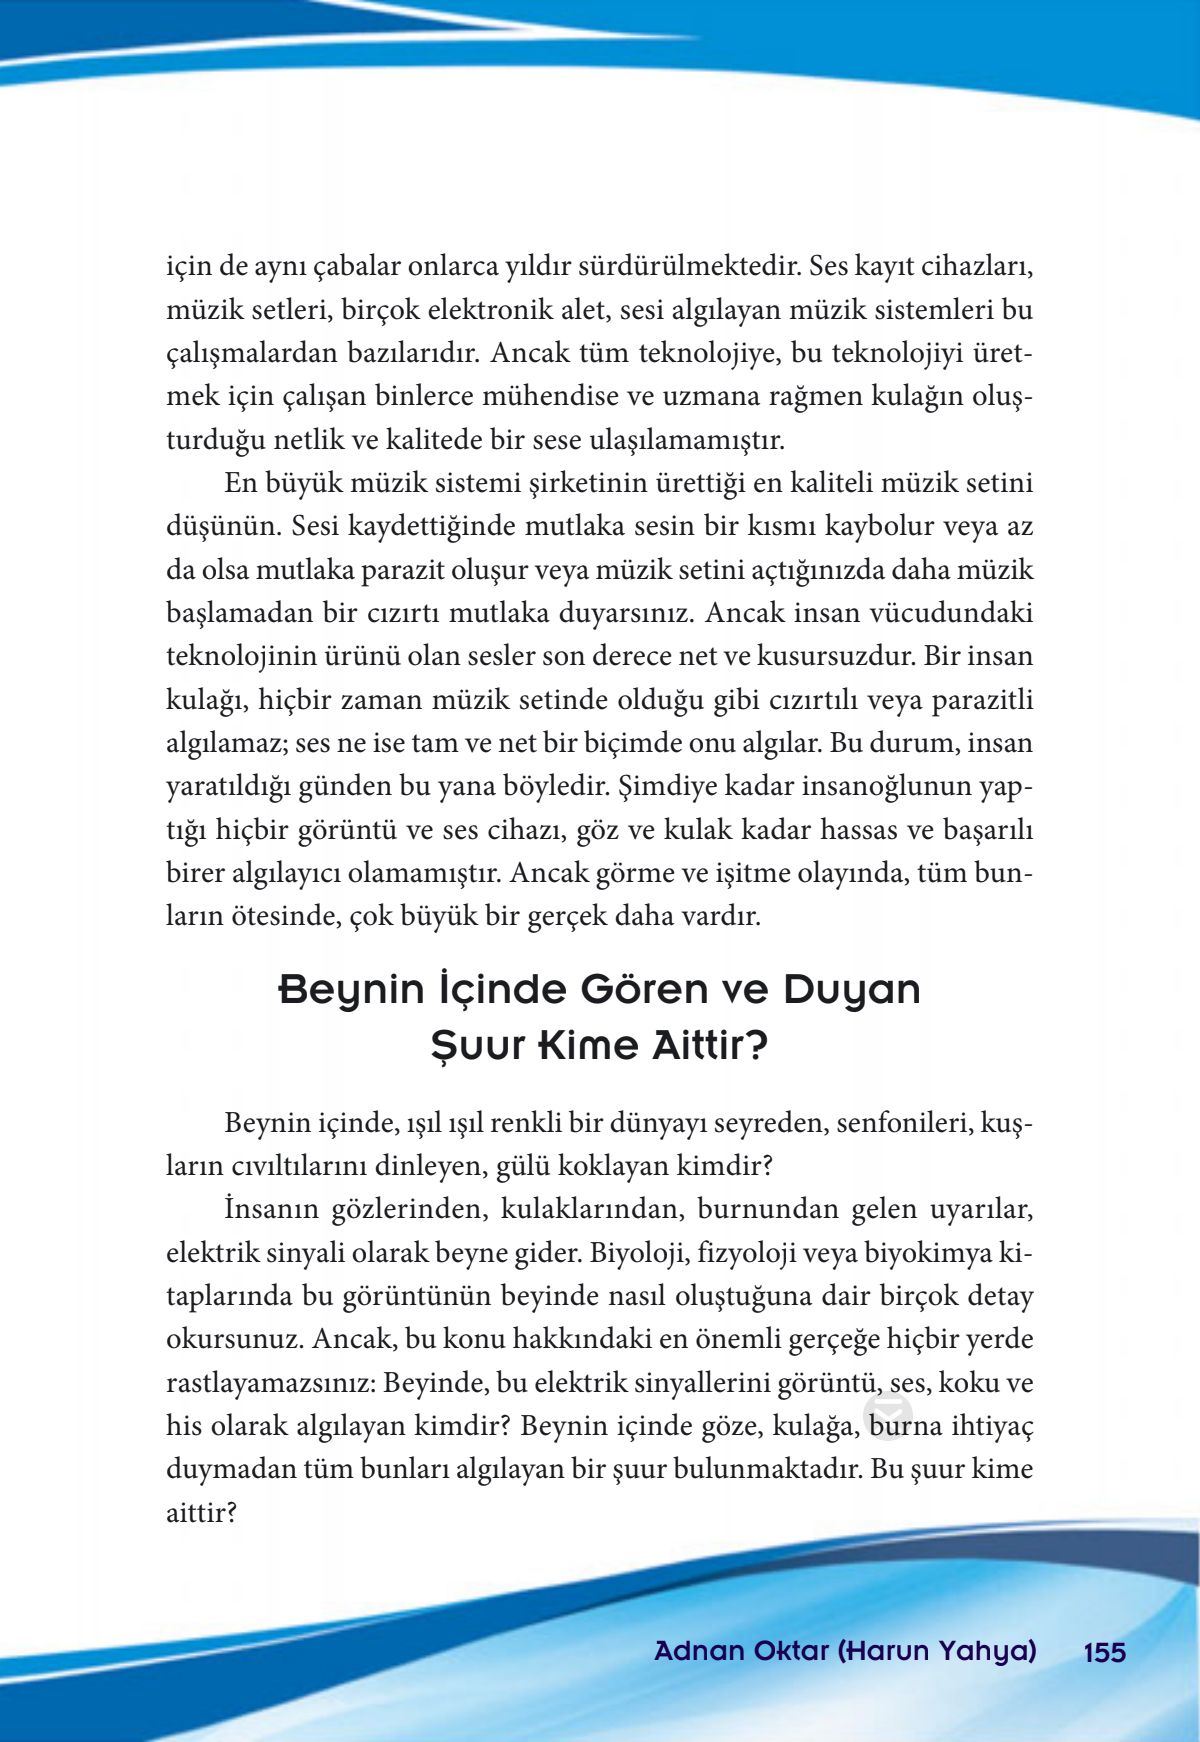 için de aynı çabalar onlarca yıldır sürdürülmektedir. Ses kayıt cihazları,
müzik setleri, birçok elektronik alet, sesi algılayan müzik sistemleri bu
çalışmalardan bazılarıdır. Ancak tüm teknolojiye, bu teknolojiyi üret-
mek için çalışan binlerce mühendise ve uzmana rağmen kulağın oluş-
turduğu netlik ve kalitede bir sese ulaşılamamıştır.
En büyük müzik sistemi şirketinin ürettiği en kaliteli müzik setini
düşünün. Sesi kaydettiğinde mutlaka sesin bir kısmı kaybolur veya az
da olsa mutlaka parazit oluşur veya müzik setini açtığınızda daha müzik
başlamadan bir cızırtı mutlaka duyarsınız. Ancak insan vücudundaki
teknolojinin ürünü olan sesler son derece net ve kusursuzdur. Bir insan
kulağı, hiçbir zaman müzik setinde olduğu gibi cızırtılı veya parazitli
algılamaz; ses ne ise tam ve net bir biçimde onu algılar. Bu durum, insan
yaratıldığı günden bu yana böyledir. Şimdiye kadar insanoğlunun yap-
tığı hiçbir görüntü ve ses cihazı, göz ve kulak kadar hassas ve başarılı
birer algılayıcı olamamıştır. Ancak görme ve işitme olayında, tüm bun-
ların ötesinde, çok büyük bir gerçek daha vardır.
Beynin İçinde Gören ve Duyan
Şuur Kime Aittir?
Beynin içinde, ışıl ışıl renkli bir dünyayı seyreden, senfonileri, kuş-
ların cıvıltılarını dinleyen, gülü koklayan kimdir?
İnsanın gözlerinden, kulaklarından, burnundan gelen uyarılar,
elektrik sinyali olarak beyne gider. Biyoloji, fizyoloji veya biyokimya ki-
taplarında bu görüntünün beyinde nasıl oluştuğuna dair birçok detay
okursunuz. Ancak, bu konu hakkındaki en önemli gerçeğe hiçbir yerde
rastlayamazsınız: Beyinde, bu elektrik sinyallerini görüntü, ses, koku ve
his olarak algılayan kimdir? Beynin içinde göze, kulağa, burna ihtiyaç
duymadan tüm bunları algılayan bir şuur bulunmaktadır. Bu şuur kime
aittir?
Adnan Oktar (Harun Yahya) 155